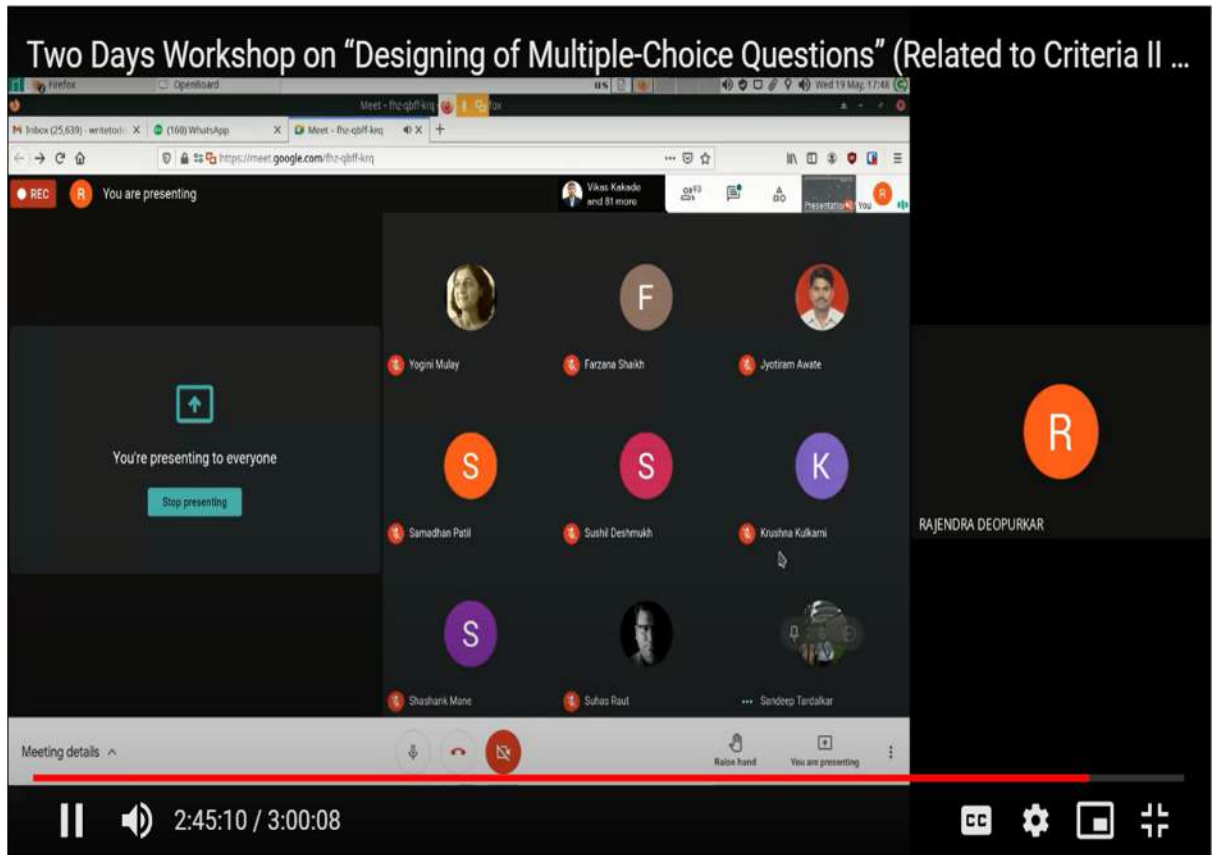 Two Days Workshop on “Designing of Multiple-Choice Questions” (Related to Criteria II ...
Firefox OpenBoard us Wed 19 May, 17:48
Meet - fhz-qbff-krq
Inbox (25,639) - X (160) WhatsApp X Meet - fhz-qbff-krq X +
https://meet.google.com/fhz-qbff-krq
REC R You are presenting Vikas Kakade 93
and 81 more Presentation You R
F
Yogini Mulay Farzana Shaikh Jyotiram Awate
You're presenting to everyone
S S K
R
Stop presenting
Samadhan Patil Sushil Deshmukh Krushna Kulkarni
RAJENDRA DEOPURKAR
S
Shashank Mane Suhas Raut Sandeep Tardalkar
Meeting details
Raise hand You are presenting
2:45:10 / 3:00:08 CC